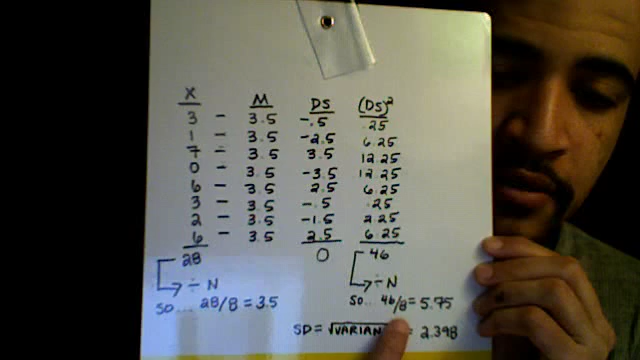 X M DS (DS)²
3 - 3.5 -.5 .25
1 - 3.5 -2.5 6.25
7 - 3.5 3.5 12.25
0 - 3.5 -3.5 12.25
6 - 3.5 2.5 6.25
3 - 3.5 -.5 .25
2 - 3.5 -1.5 2.25
6 - 3.5 2.5 6.25
28 0 46
÷ N ÷ N
SO... 28/8 = 3.5 SO... 46/8 = 5.75
SD = √VARIAN = 2.398